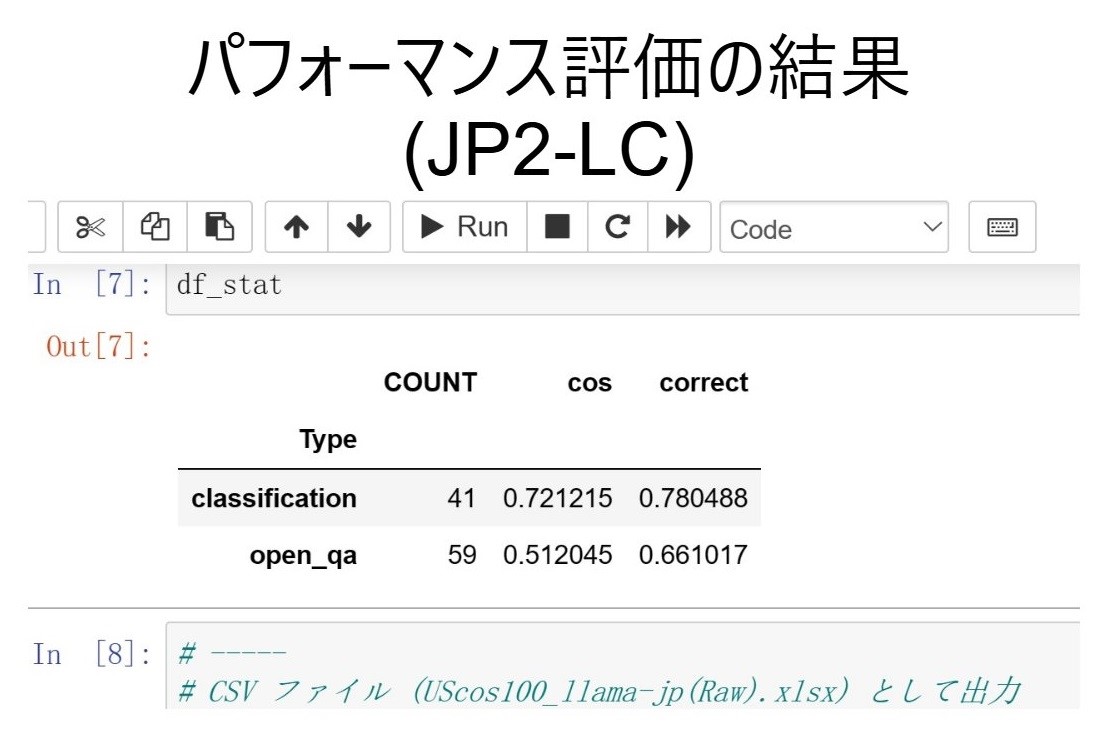 パフォーマンス評価の結果
(JP2-LC)
Run Code
In [7]: df_stat
Out[7]:
COUNT cos correct
Type
classification 41 0.721215 0.780488
open_qa 59 0.512045 0.661017
In [8]: # -----
# CSV ファイル (UScos100_llama-jp(Raw).xlsx) として出力